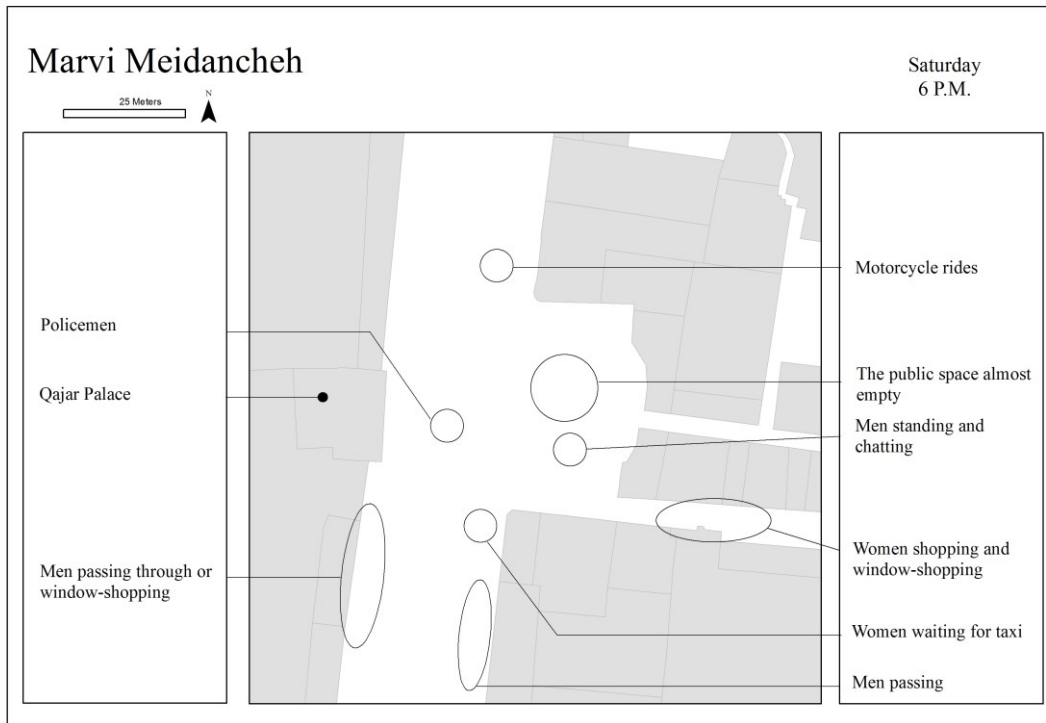 Marvi Meidancheh
Saturday
6 P.M.
25 Meters
N
Policemen
Qajar Palace
Men passing through or
window-shopping
Motorcycle rides
The public space almost
empty
Men standing and
chatting
Women shopping and
window-shopping
Women waiting for taxi
Men passing